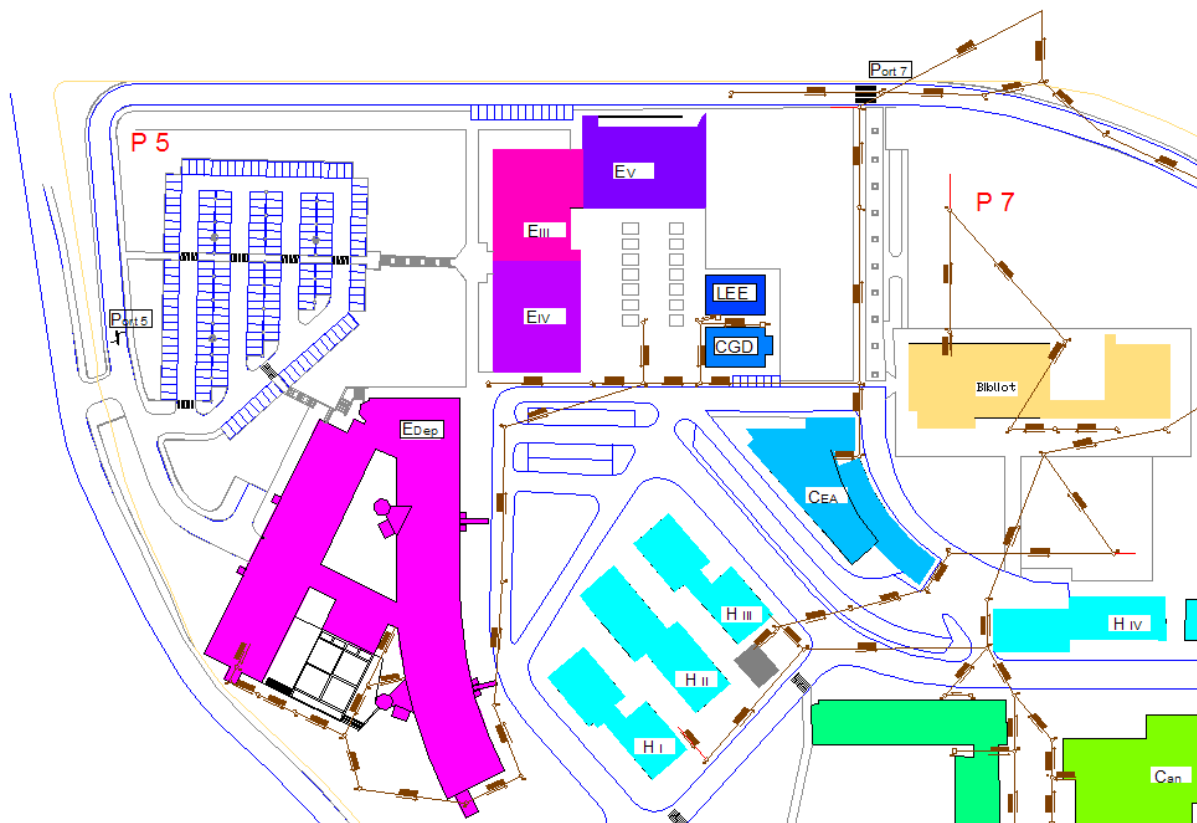 Port 7
P 5
EV
P 7
EIII
LEE
EIV
Port 5
CGD
Bibliot
EDep
CEA
H III
H IV
H II
H I
Can